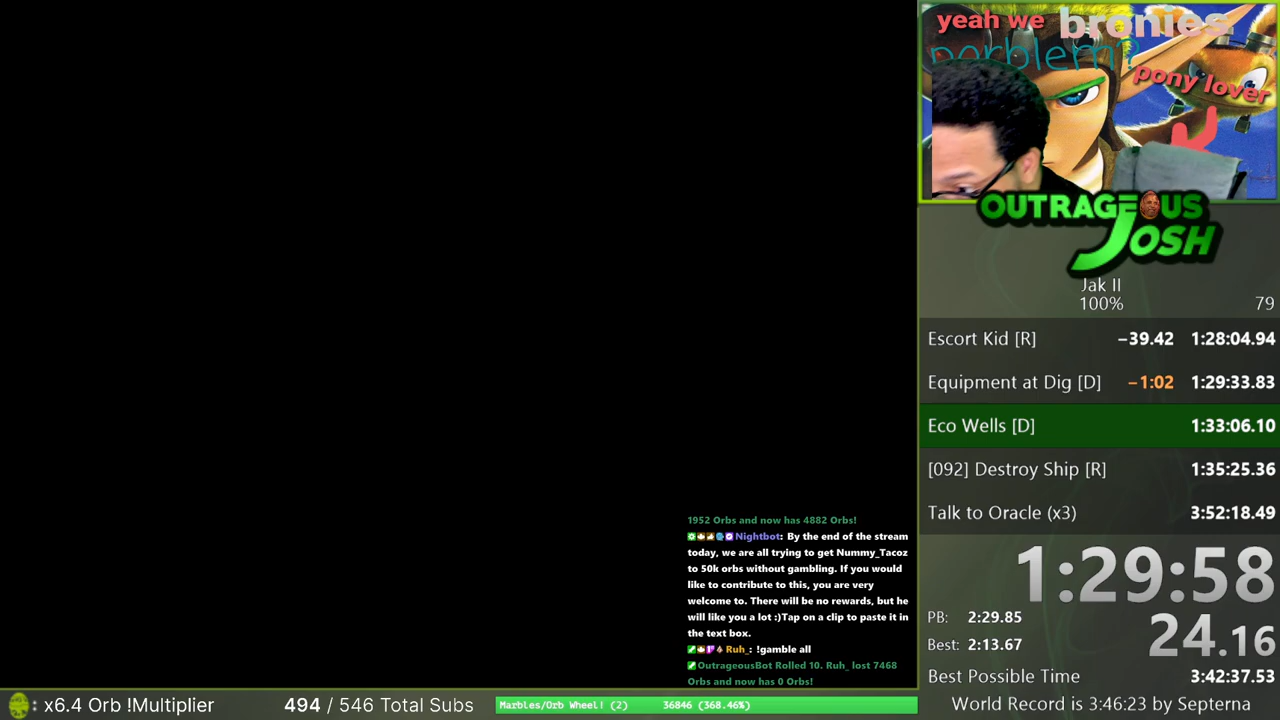 yeah we bronies
porblem?
pony lover
OUTRAGEOUS
JOSH
Jak II
100% 79
Escort Kid [R] −39.42 1:28:04.94
Equipment at Dig [D] −1:02 1:29:33.83
Eco Wells [D] 1:33:06.10
[092] Destroy Ship [R] 1:35:25.36
Talk to Oracle (x3) 3:52:18.49
1:29:58
PB: 2:29.85
24.16
Best: 2:13.67
Best Possible Time 3:42:37.53
World Record is 3:46:23 by Septerna
1952 Orbs and now has 4882 Orbs!
Nightbot: By the end of the stream
today, we are all trying to get Nummy_Tacoz
to 50k orbs without gambling. If you would
like to contribute to this, you are very
welcome to. There will be no rewards, but he
will like you a lot :)Tap on a clip to paste it in
the text box.
Ruh_: !gamble all
OutrageousBot Rolled 10. Ruh_ lost 7468
Orbs and now has 0 Orbs!
: x6.4 Orb !Multiplier 494 / 546 Total Subs Marbles/Orb Wheel! (2) 36846 (368.46%)